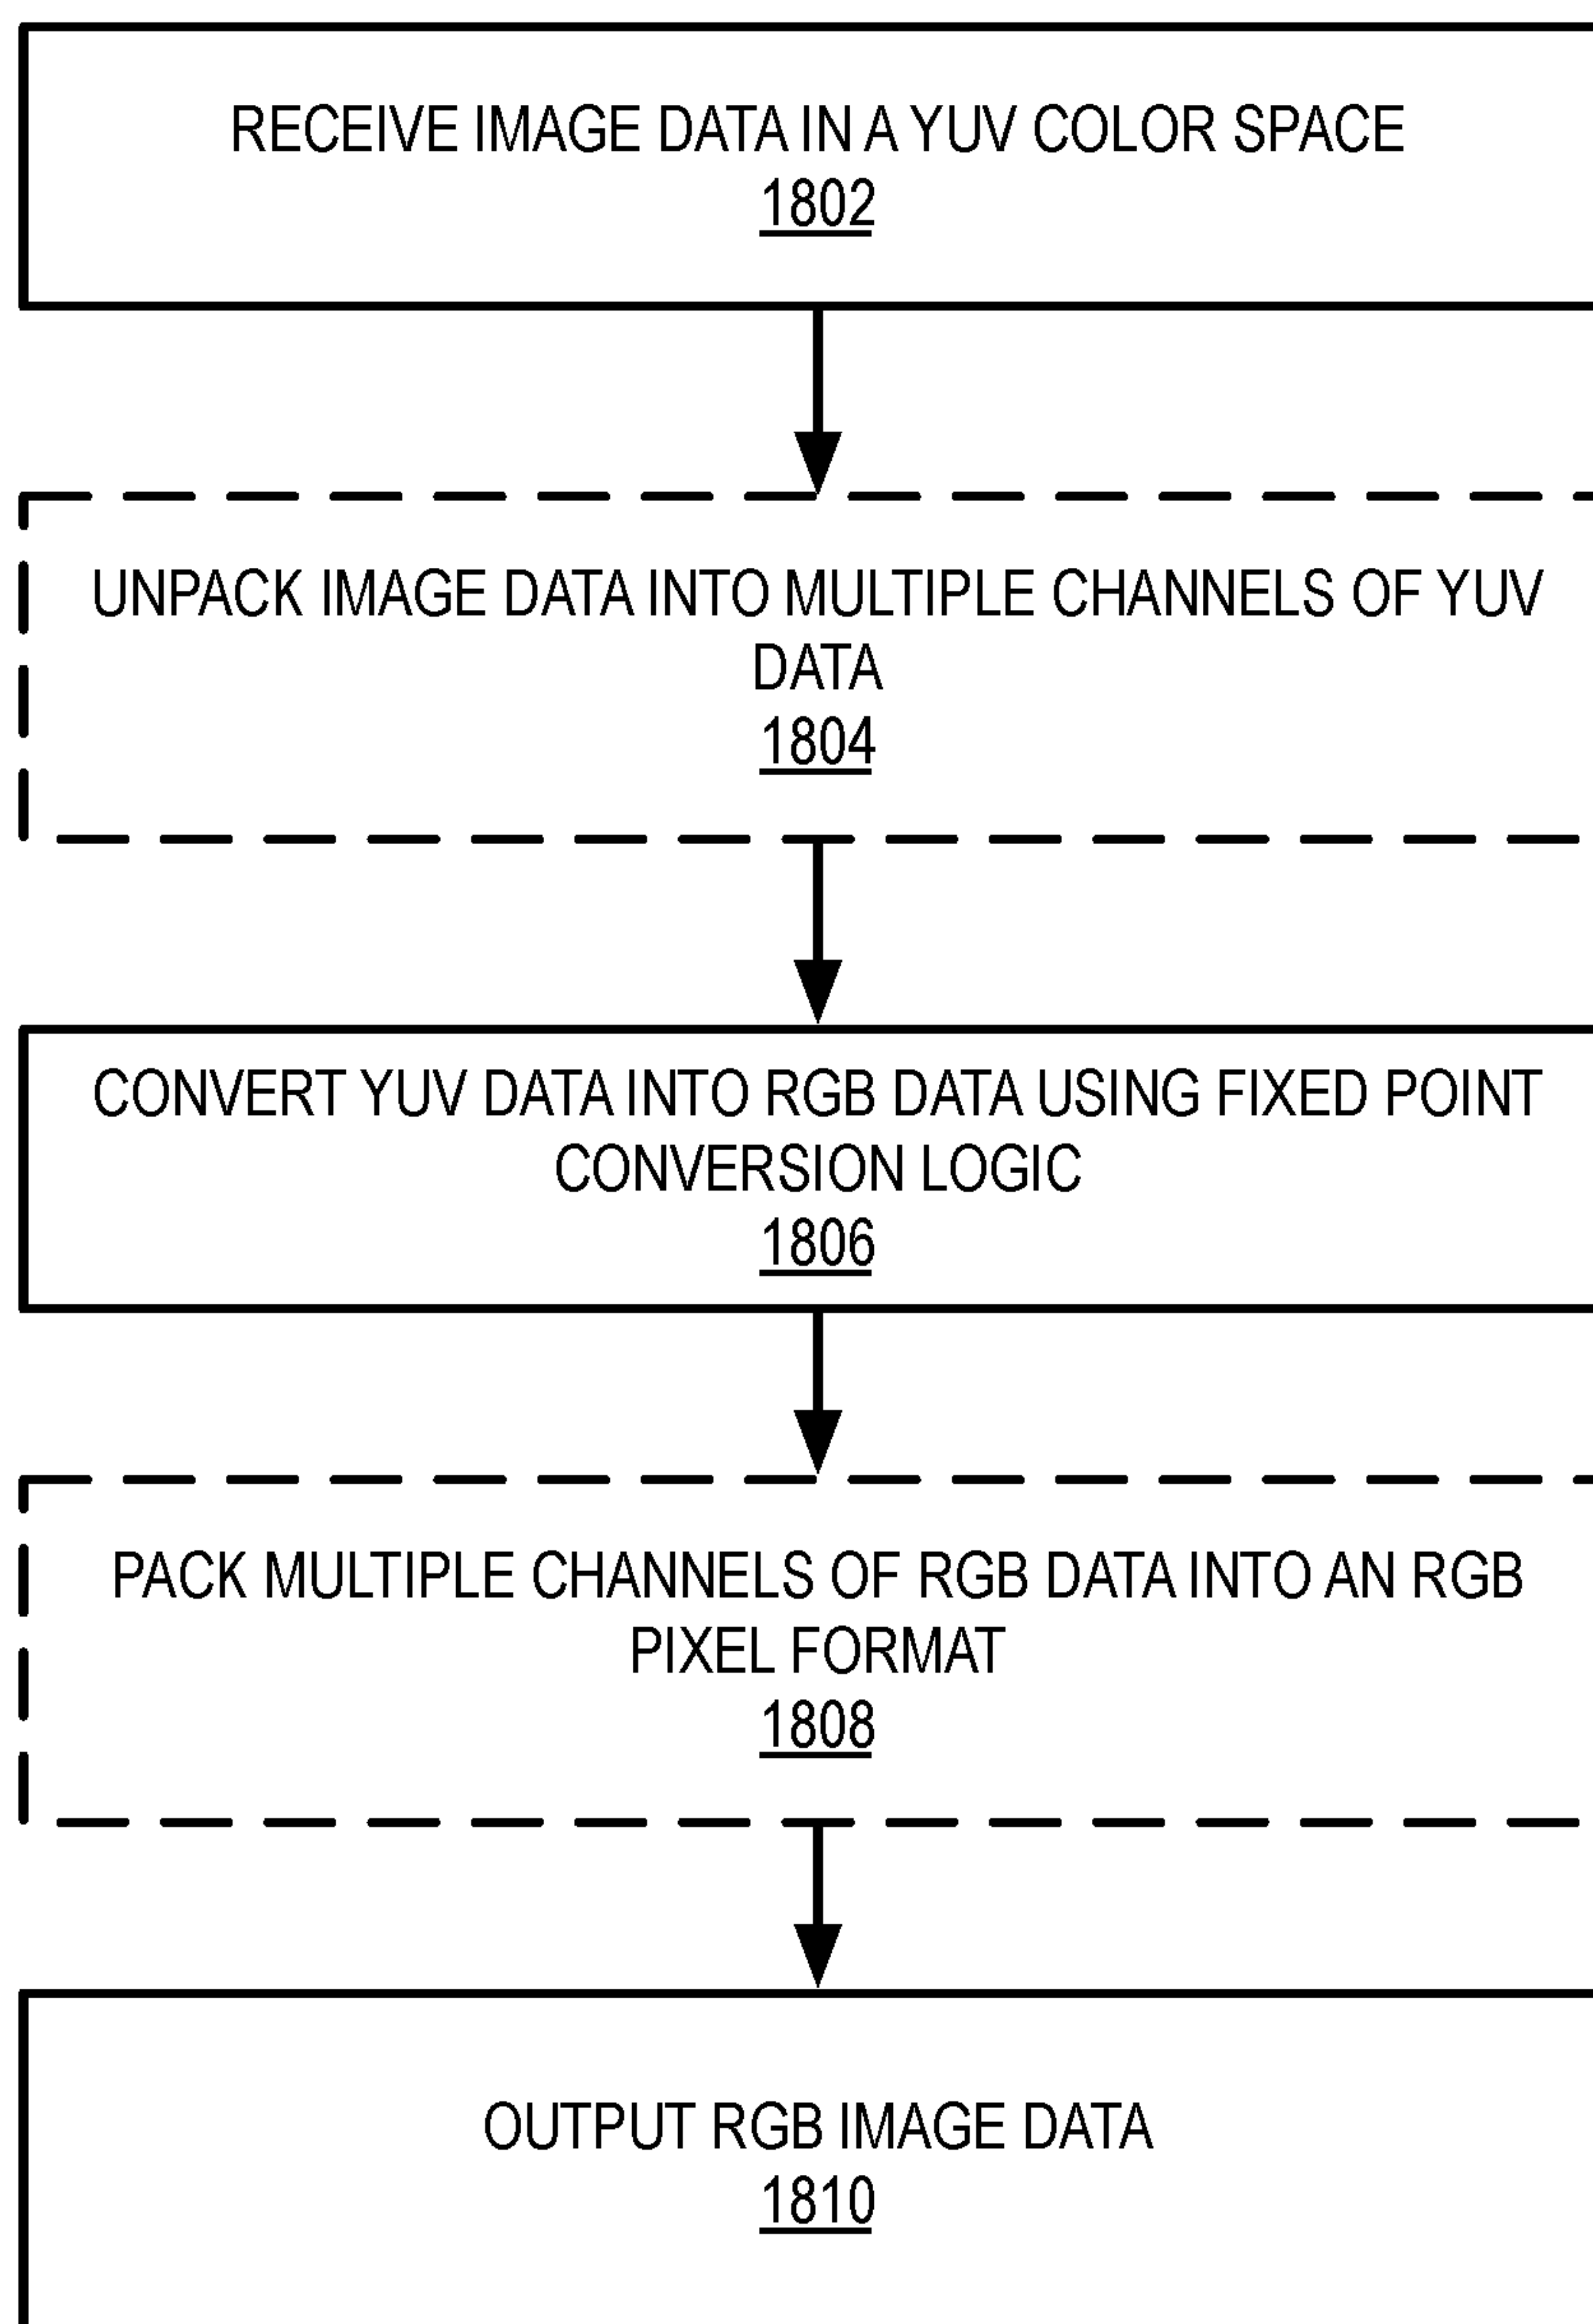 RECEIVE IMAGE DATA IN A YUV COLOR SPACE
1802
UNPACK IMAGE DATA INTO MULTIPLE CHANNELS OF YUV
DATA
1804
CONVERT YUV DATA INTO RGB DATA USING FIXED POINT
CONVERSION LOGIC
1806
PACK MULTIPLE CHANNELS OF RGB DATA INTO AN RGB
PIXEL FORMAT
1808
OUTPUT RGB IMAGE DATA
1810